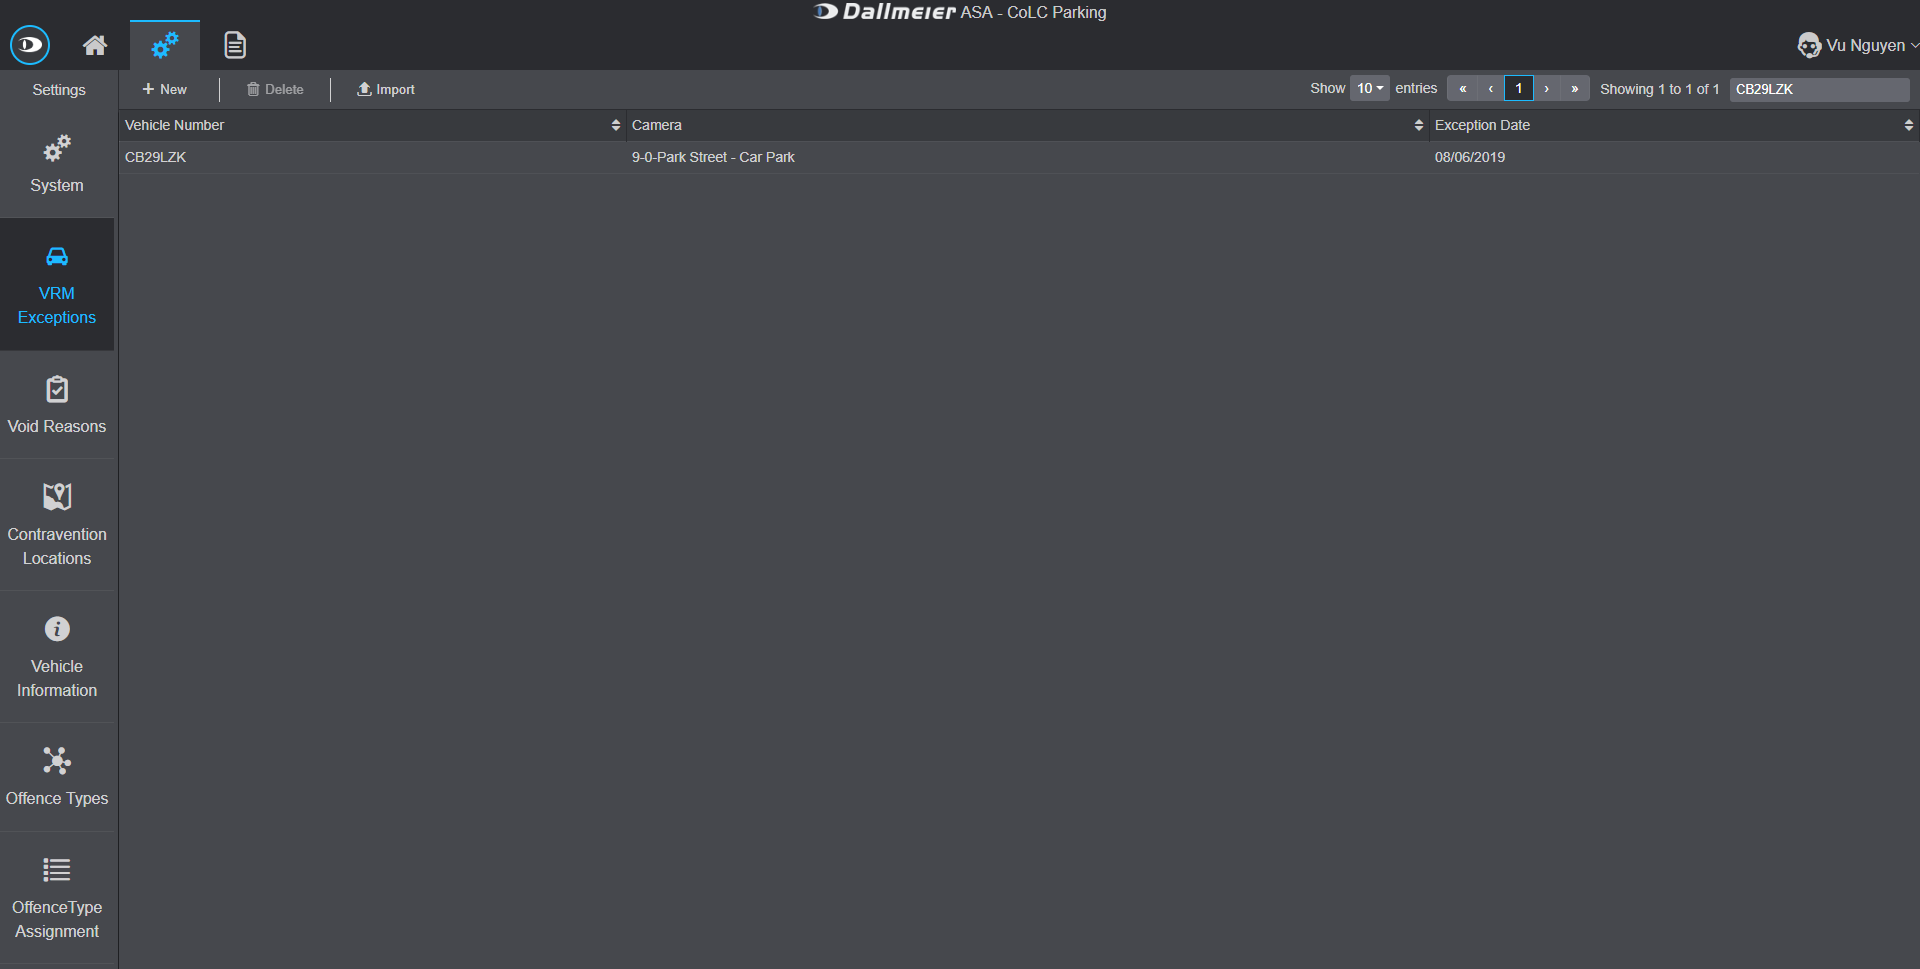 Dallmeier ASA - CoLC Parking
Vu Nguyen
Settings
+ New
Delete
Import
Show 10 entries « ‹ 1 › » Showing 1 to 1 of 1 CB29LZK
Vehicle Number Camera Exception Date
CB29LZK 9-0-Park Street - Car Park 08/06/2019
System
VRM
Exceptions
Void Reasons
Contravention
Locations
Vehicle
Information
Offence Types
OffenceType
Assignment